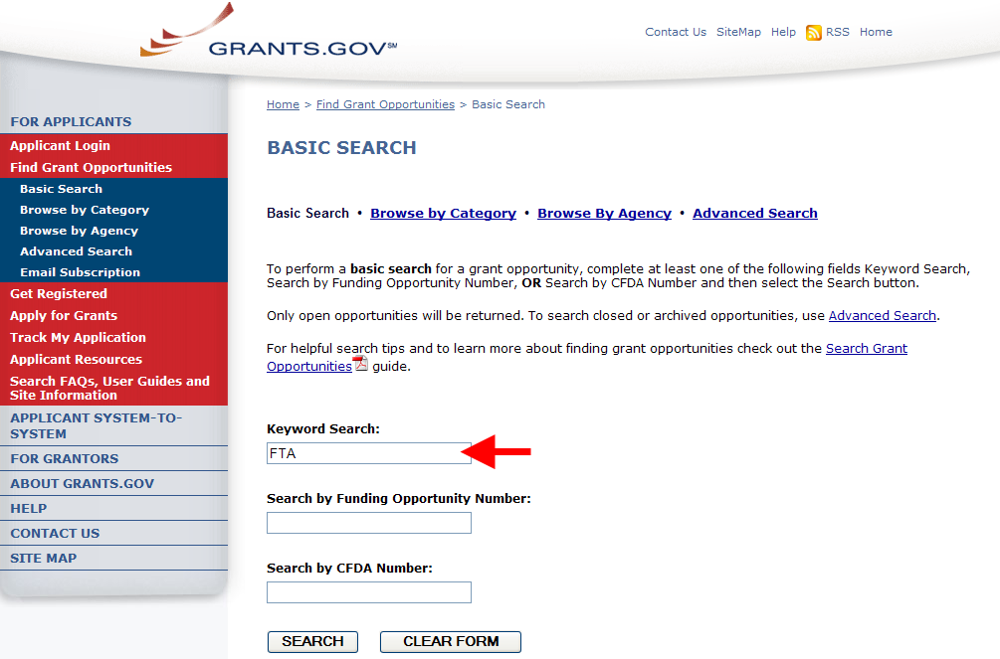 GRANTS.GOV℠
Contact Us SiteMap Help RSS Home
FOR APPLICANTS
Applicant Login
Find Grant Opportunities
Basic Search
Browse by Category
Browse by Agency
Advanced Search
Email Subscription
Get Registered
Apply for Grants
Track My Application
Applicant Resources
Search FAQs, User Guides and
Site Information
APPLICANT SYSTEM-TO-
SYSTEM
FOR GRANTORS
ABOUT GRANTS.GOV
HELP
CONTACT US
SITE MAP
Home > Find Grant Opportunities > Basic Search
BASIC SEARCH
Basic Search • Browse by Category • Browse By Agency • Advanced Search
To perform a basic search for a grant opportunity, complete at least one of the following fields Keyword Search,
Search by Funding Opportunity Number, OR Search by CFDA Number and then select the Search button.
Only open opportunities will be returned. To search closed or archived opportunities, use Advanced Search.
For helpful search tips and to learn more about finding grant opportunities check out the Search Grant
Opportunities guide.
Keyword Search:
FTA
Search by Funding Opportunity Number:
Search by CFDA Number:
SEARCH CLEAR FORM